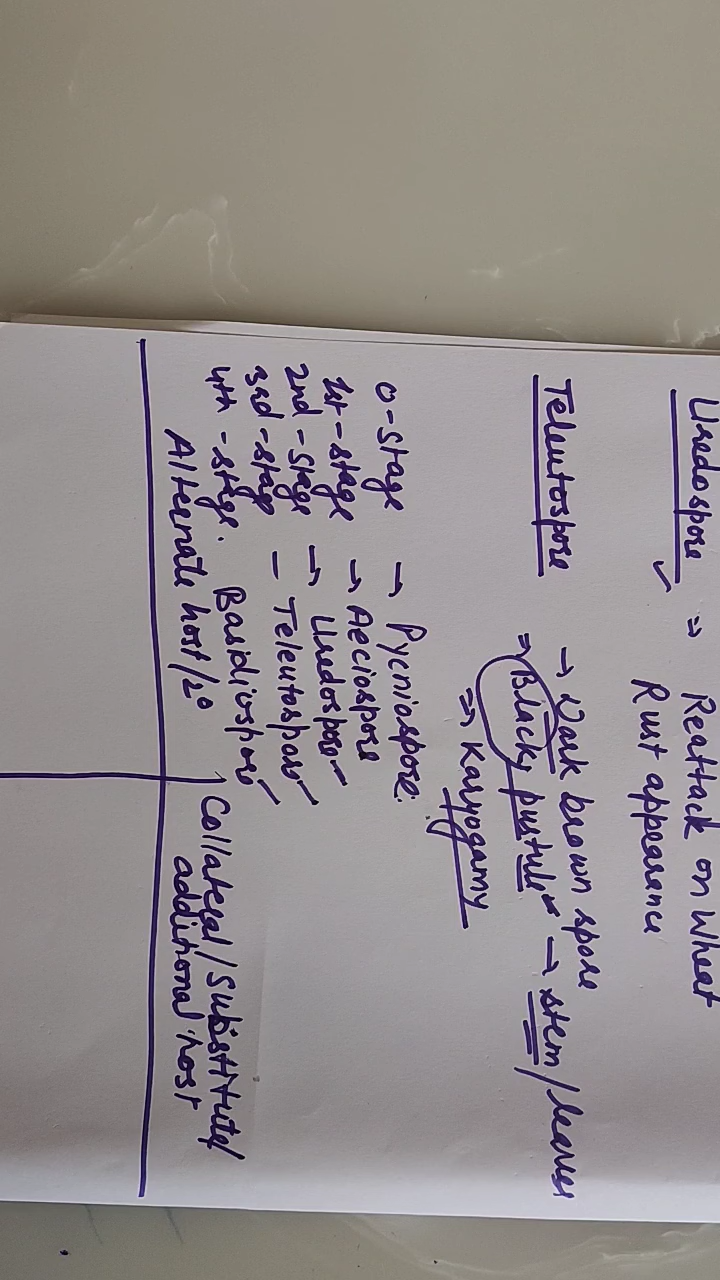 Uredospore ⇒ Reattack on wheat
Rust appearance
Teleutospore → Dark brown spore
⇒ Black pustule → stem/leaves
⇒ Karyogamy
0-stage → Pycniospore.
1st-stage → Aeciospore
2nd-stage → Uredospore
3rd-stage – Teleutospore
4th-stage. Basidiospore
Alternate host/2°
Collateral/Substitute/
additional host